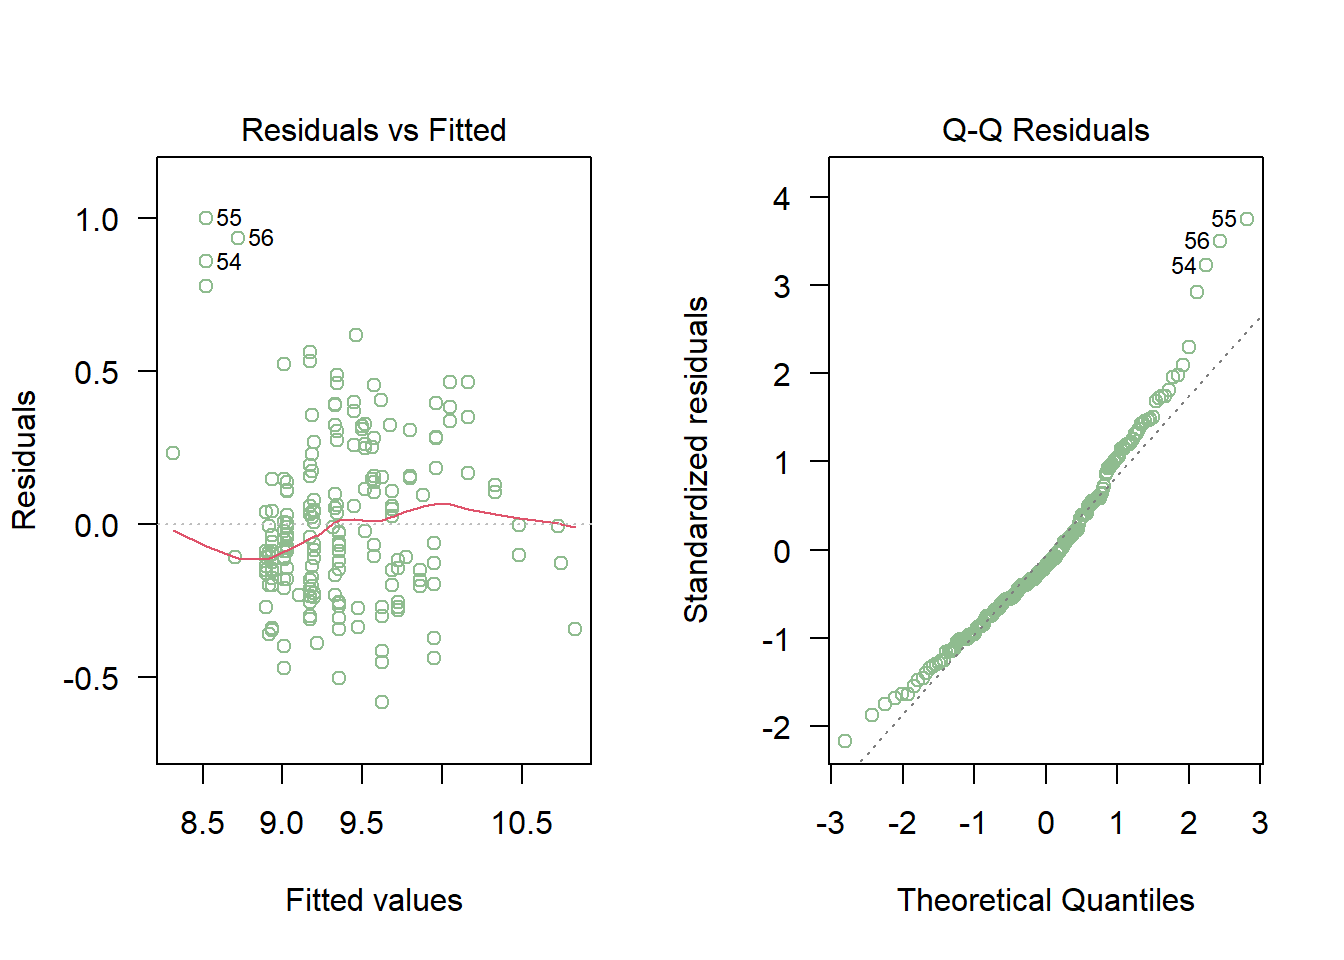 Residuals vs Fitted
Residuals
1.0
0.5
0.0
-0.5
55
56
54
8.5 9.0 9.5 10.5
Fitted values
Q-Q Residuals
Standardized residuals
4
3
2
1
0
-1
-2
55
56
54
-3 -2 -1 0 1 2 3
Theoretical Quantiles